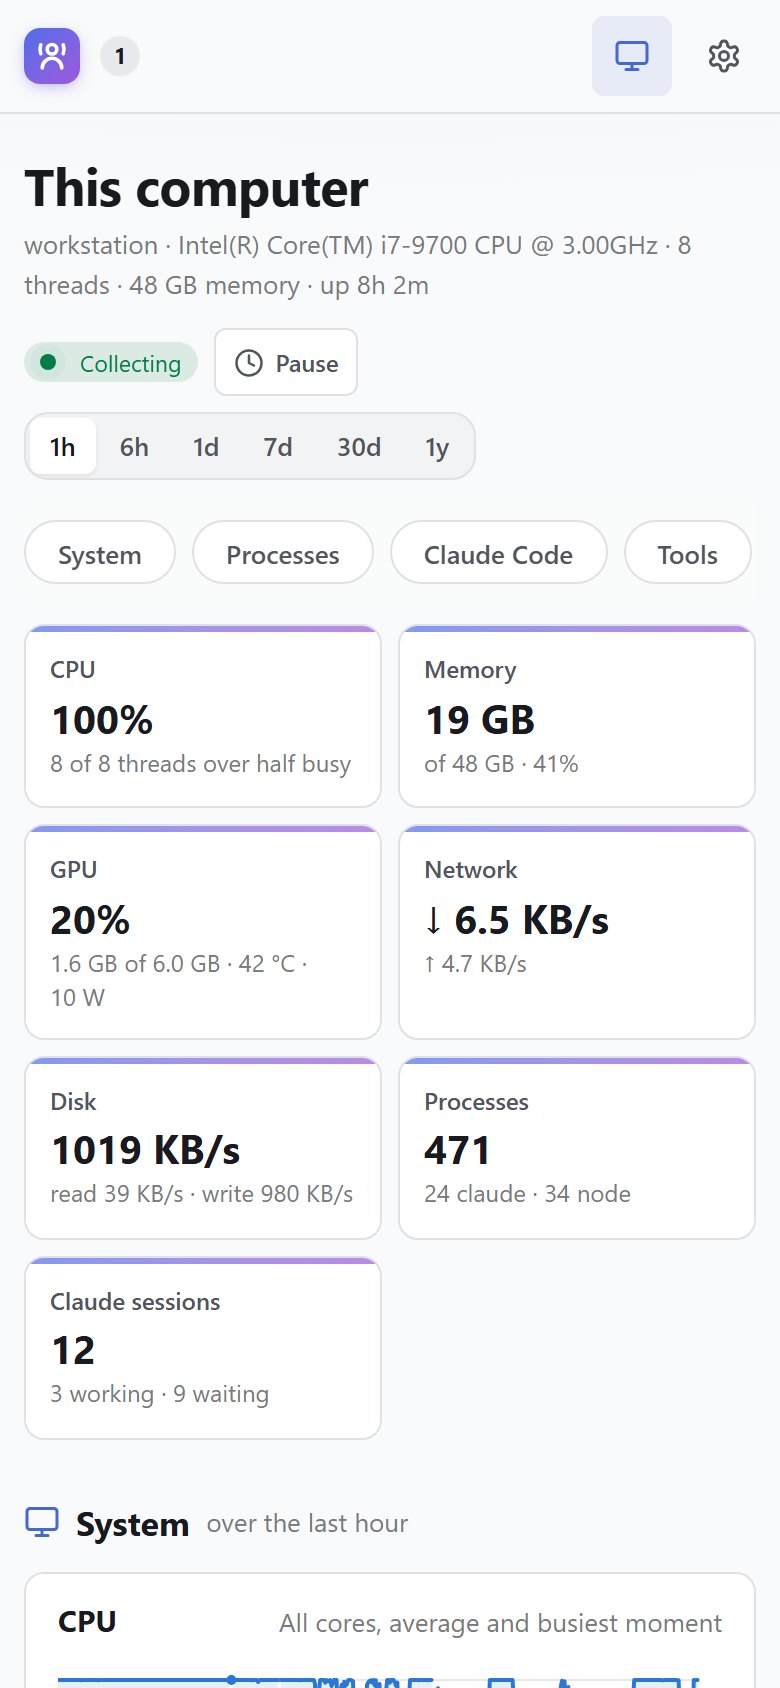 1
This computer
workstation · Intel(R) Core(TM) i7-9700 CPU @ 3.00GHz · 8
threads · 48 GB memory · up 8h 2m
Collecting
Pause
1h 6h 1d 7d 30d 1y
System Processes Claude Code Tools
CPU
100%
8 of 8 threads over half busy
Memory
19 GB
of 48 GB · 41%
GPU
20%
1.6 GB of 6.0 GB · 42 °C ·
10 W
Network
↓ 6.5 KB/s
↑ 4.7 KB/s
Disk
1019 KB/s
read 39 KB/s · write 980 KB/s
Processes
471
24 claude · 34 node
Claude sessions
12
3 working · 9 waiting
System over the last hour
CPU
All cores, average and busiest moment